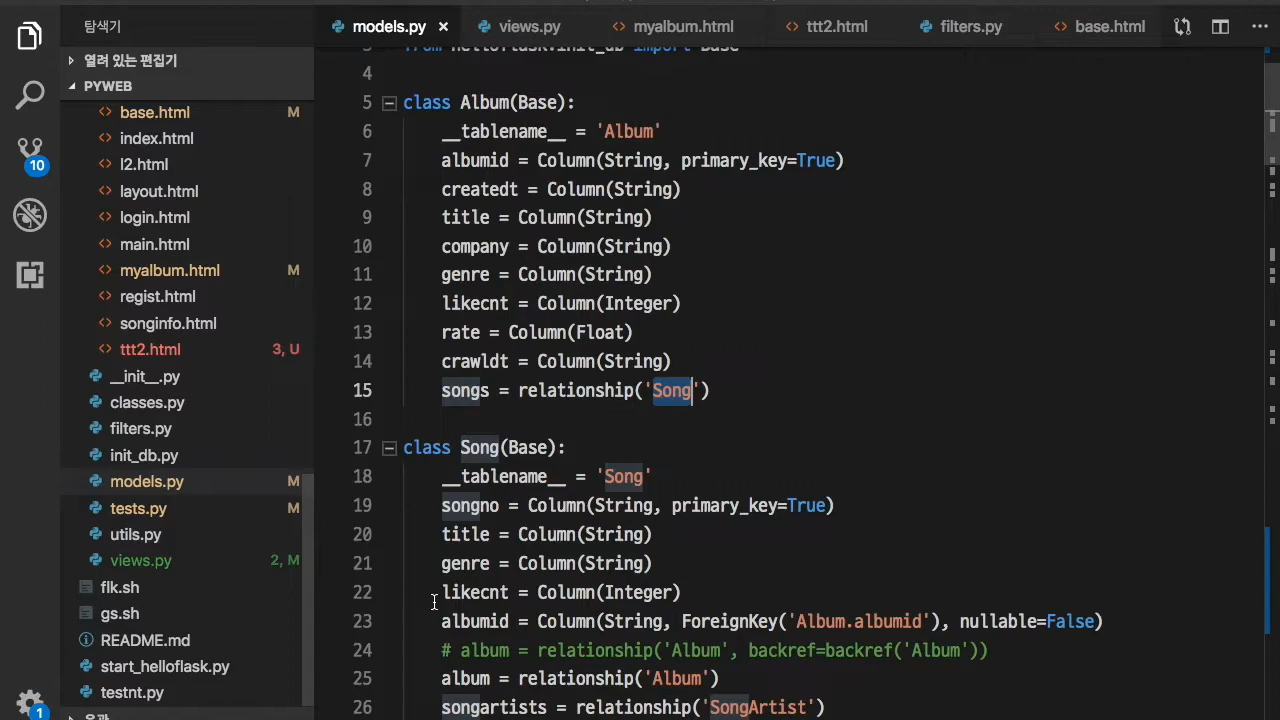 탐색기
models.py
views.py
myalbum.html
ttt2.html
filters.py
base.html
열려 있는 편집기
PYWEB
base.html M
index.html
l2.html
layout.html
login.html
main.html
myalbum.html M
regist.html
songinfo.html
ttt2.html 3, U
__init__.py
classes.py
filters.py
init_db.py
models.py M
tests.py M
utils.py
views.py 2, M
flk.sh
gs.sh
README.md
start_helloflask.py
testnt.py
10
1
3 from helloflask.init_db import Base
4
5 class Album(Base):
6 __tablename__ = 'Album'
7 albumid = Column(String, primary_key=True)
8 createdt = Column(String)
9 title = Column(String)
10 company = Column(String)
11 genre = Column(String)
12 likecnt = Column(Integer)
13 rate = Column(Float)
14 crawldt = Column(String)
15 songs = relationship('Song')
16
17 class Song(Base):
18 __tablename__ = 'Song'
19 songno = Column(String, primary_key=True)
20 title = Column(String)
21 genre = Column(String)
22 likecnt = Column(Integer)
23 albumid = Column(String, ForeignKey('Album.albumid'), nullable=False)
24 # album = relationship('Album', backref=backref('Album'))
25 album = relationship('Album')
26 songartists = relationship('SongArtist')